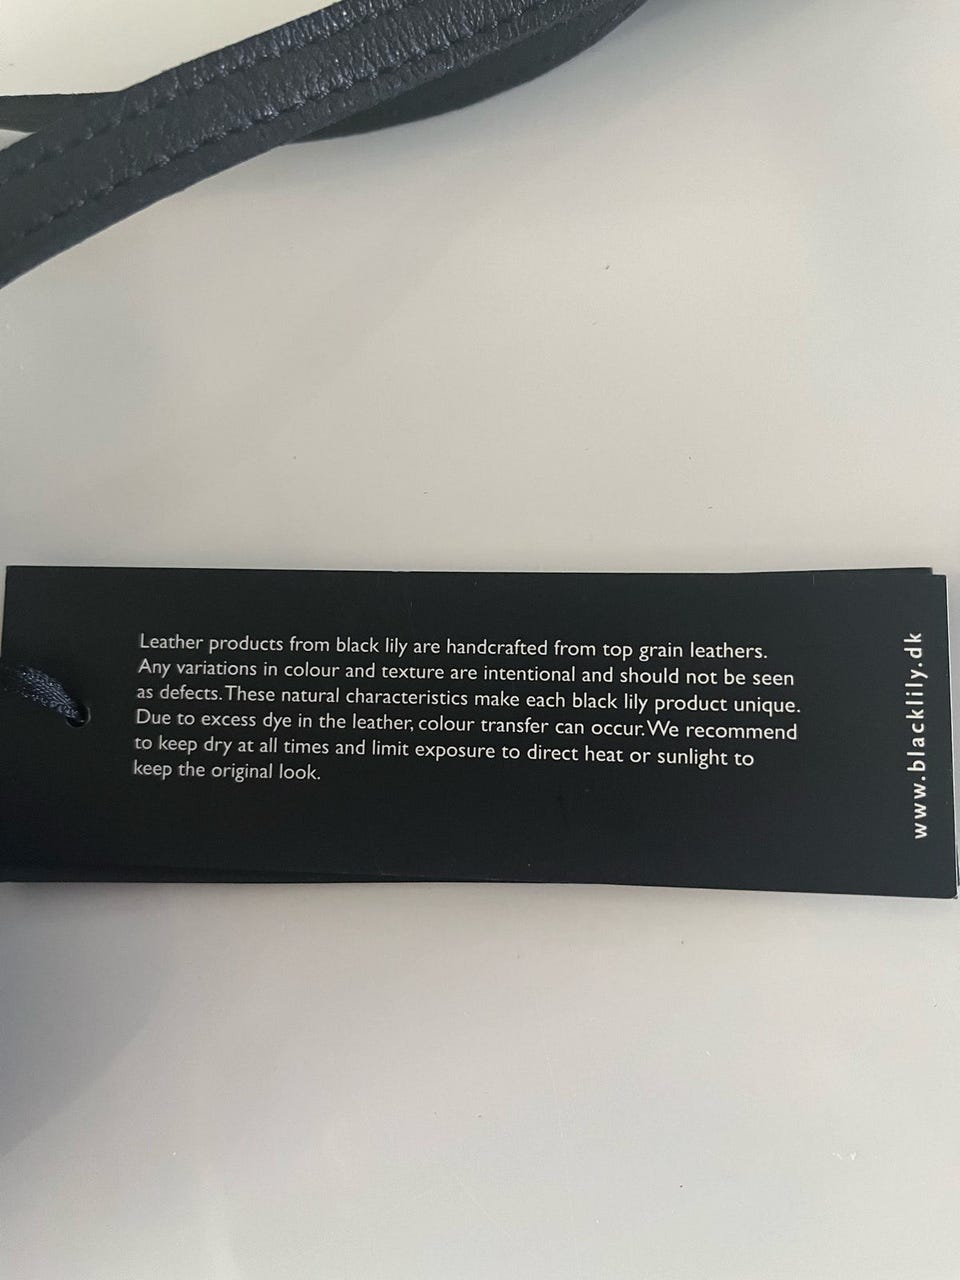 Leather products from black lily are handcrafted from top grain leathers.
Any variations in colour and texture are intentional and should not be seen
as defects. These natural characteristics make each black lily product unique.
Due to excess dye in the leather, colour transfer can occur. We recommend
to keep dry at all times and limit exposure to direct heat or sunlight to
keep the original look.
www.blacklily.dk